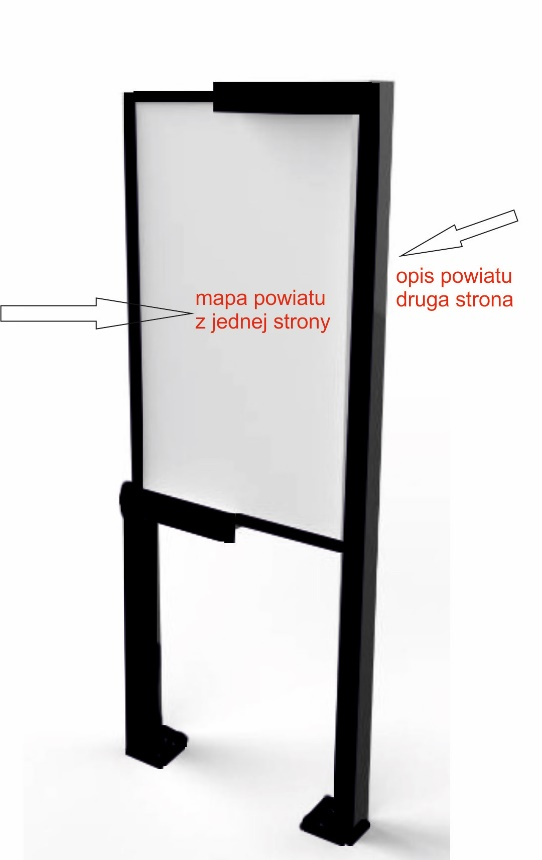 mapa powiatu
z jednej strony
opis powiatu
druga strona